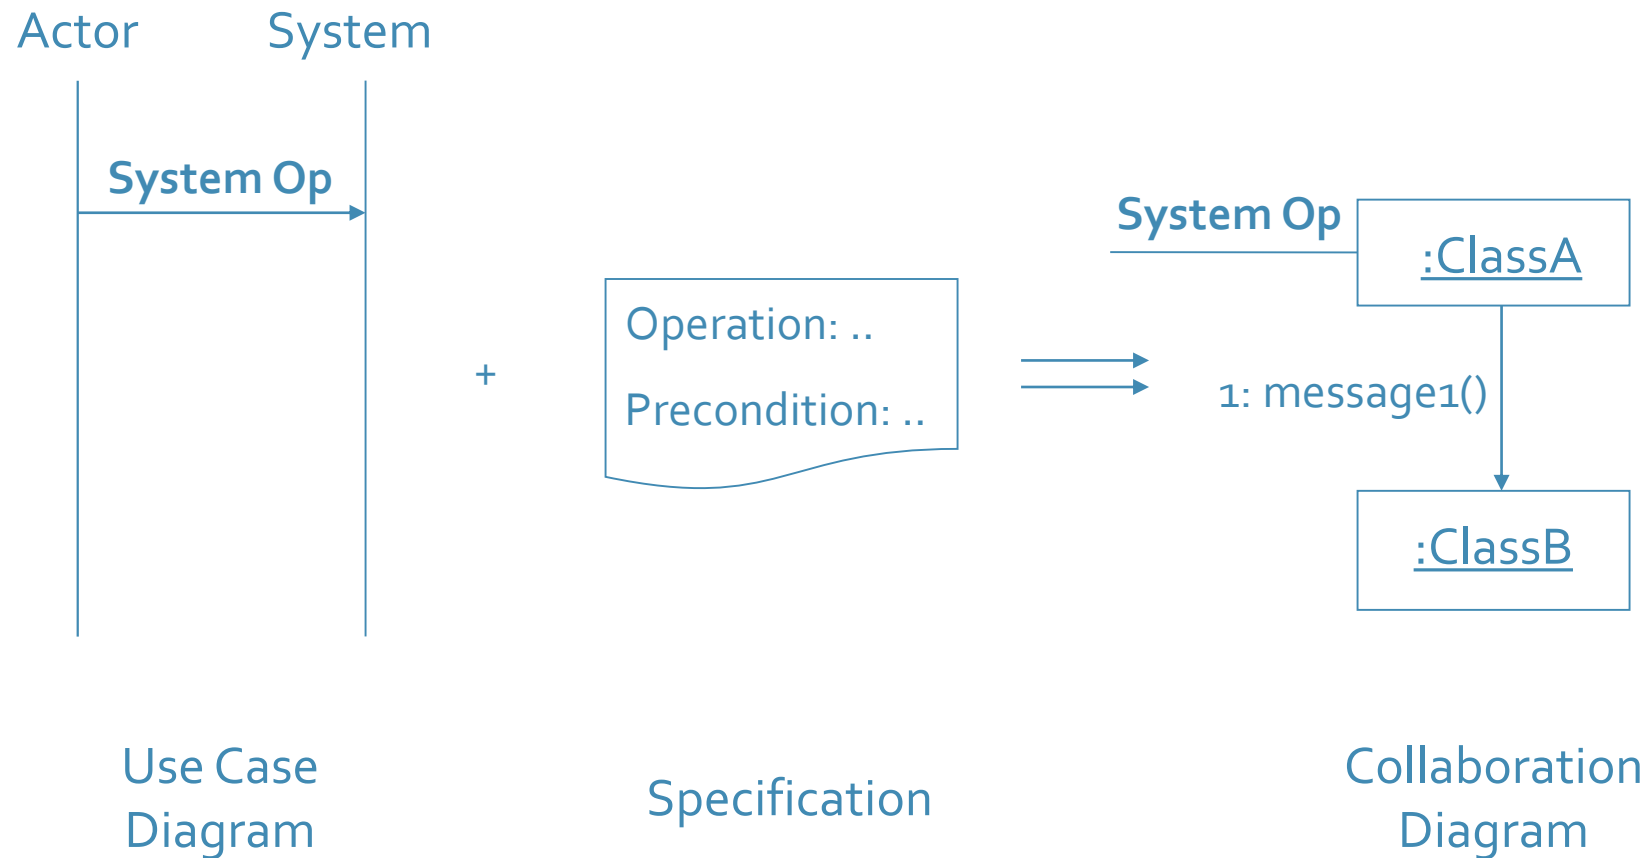 Actor
System
System Op
+
Operation: ..
Precondition: ..
System Op
:ClassA
1: message1()
:ClassB
Use Case
Diagram
Specification
Collaboration
Diagram